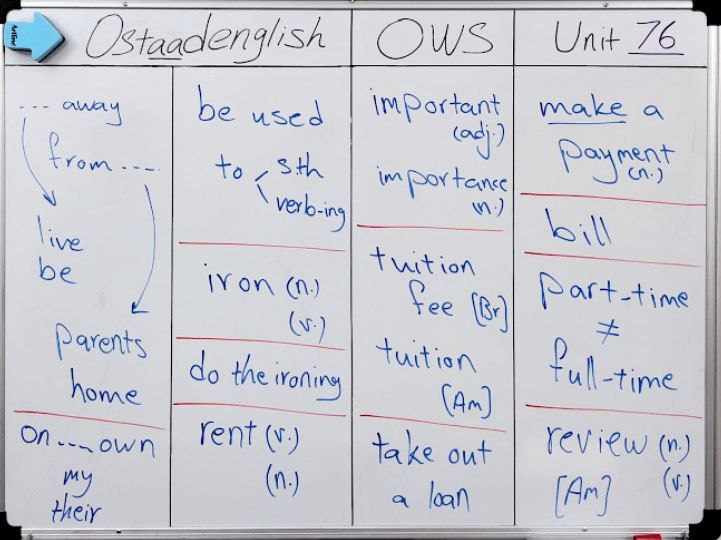 Artline
Ostaadenglish
OWS
Unit 76
--- away
from ---
live
be
parents
home
on --- own
my
their
be used
to sth
verb-ing
iron (n.)
(v.)
do the ironing
rent (v.)
(n.)
important
(adj.)
importance
(n.)
tuition
fee [Br]
tuition
[Am]
take out
a loan
make a
payment
(n.)
bill
part-time
≠
full-time
review (n.)
[Am] (v.)